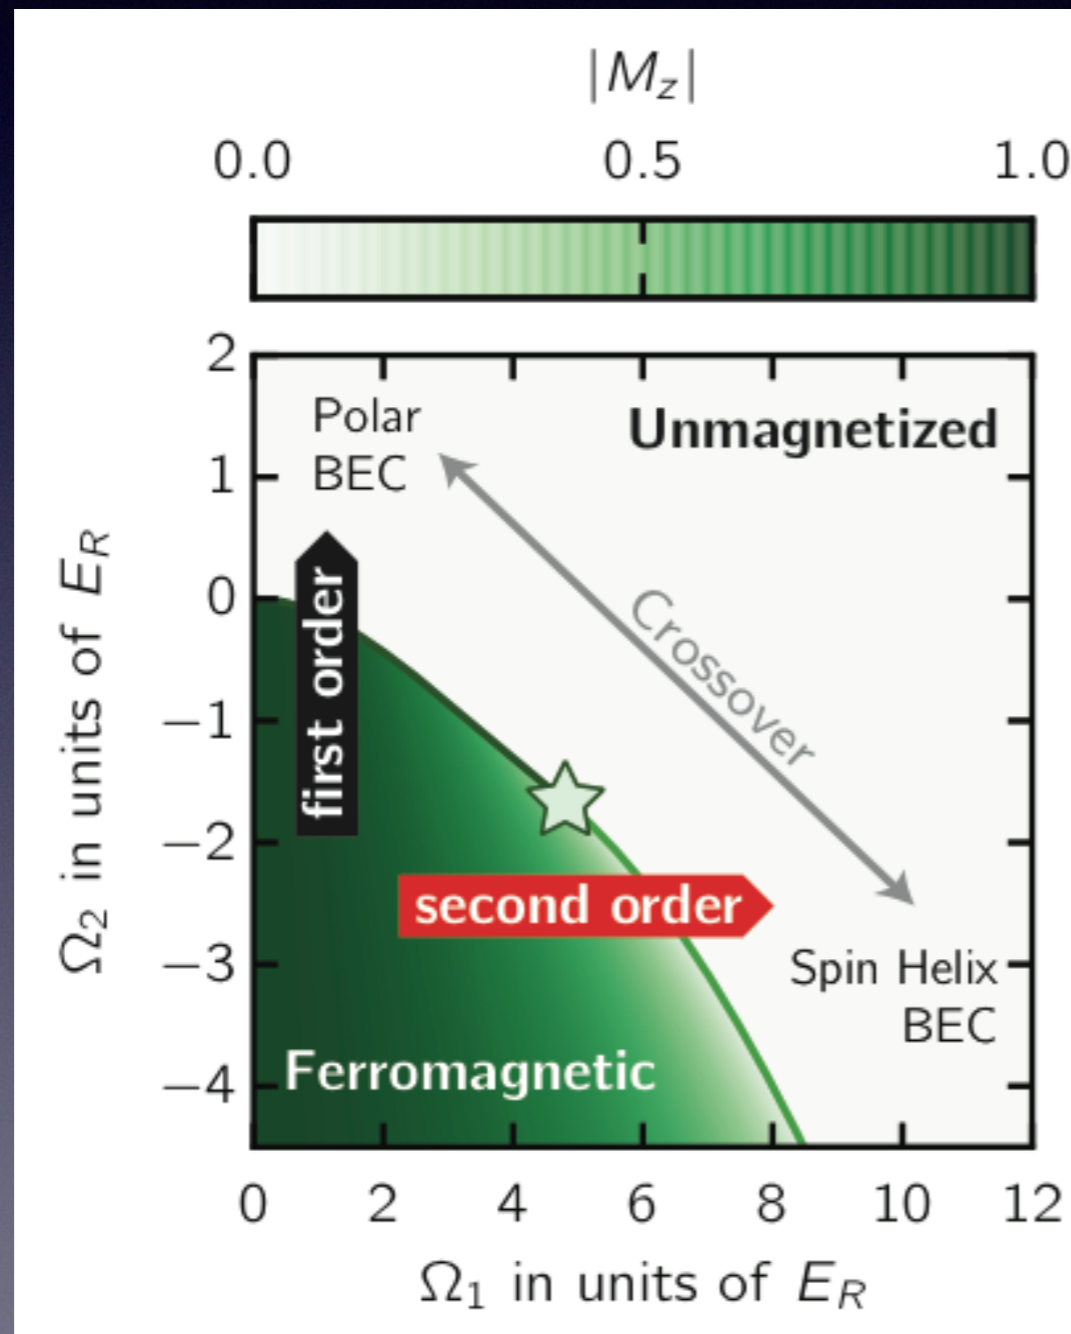 |M_z|
0.0 0.5 1.0
2
1
0
−1
−2
−3
−4
Ω₂ in units of E_R
Polar
BEC
Unmagnetized
first order
Crossover
second order
Spin Helix
BEC
Ferromagnetic
0 2 4 6 8 10 12
Ω₁ in units of E_R